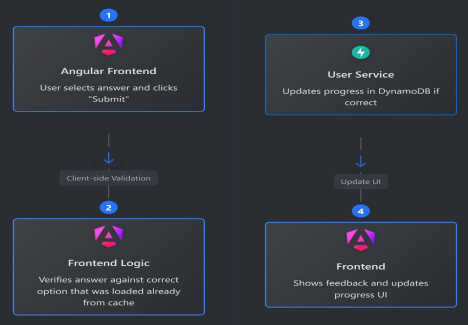 1
Angular Frontend
User selects answer and clicks
"Submit"
Client-side Validation
2
Frontend Logic
Verifies answer against correct
option that was loaded already
from cache
3
User Service
Updates progress in DynamoDB if
correct
Update UI
4
Frontend
Shows feedback and updates
progress UI